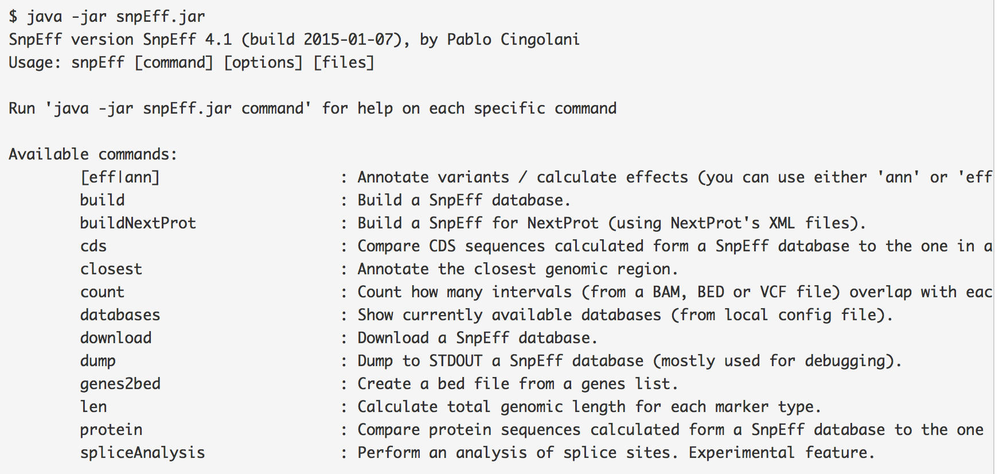 $ java -jar snpEff.jar
SnpEff version SnpEff 4.1 (build 2015-01-07), by Pablo Cingolani
Usage: snpEff [command] [options] [files]
Run 'java -jar snpEff.jar command' for help on each specific command
Available commands:
[eff|ann] : Annotate variants / calculate effects (you can use either 'ann' or 'eff
build : Build a SnpEff database.
buildNextProt : Build a SnpEff for NextProt (using NextProt's XML files).
cds : Compare CDS sequences calculated form a SnpEff database to the one in a
closest : Annotate the closest genomic region.
count : Count how many intervals (from a BAM, BED or VCF file) overlap with eac
databases : Show currently available databases (from local config file).
download : Download a SnpEff database.
dump : Dump to STDOUT a SnpEff database (mostly used for debugging).
genes2bed : Create a bed file from a genes list.
len : Calculate total genomic length for each marker type.
protein : Compare protein sequences calculated form a SnpEff database to the one
spliceAnalysis : Perform an analysis of splice sites. Experimental feature.